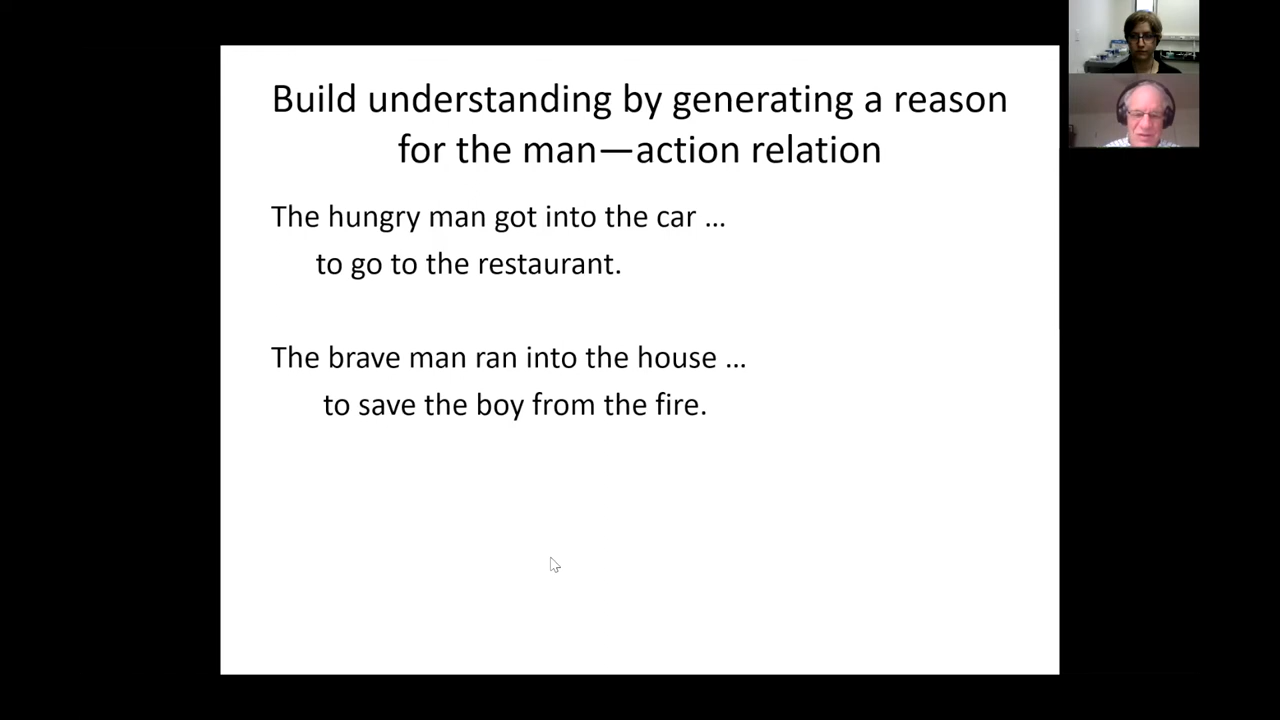 Build understanding by generating a reason
for the man—action relation
The hungry man got into the car ...
to go to the restaurant.
The brave man ran into the house ...
to save the boy from the fire.